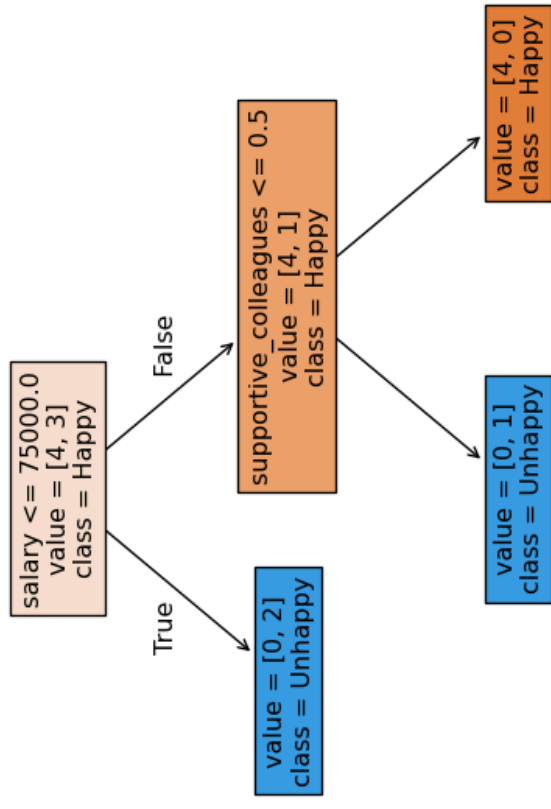 salary <= 75000.0
value = [4, 3]
class = Happy
True
False
value = [0, 2]
class = Unhappy
supportive_colleagues <= 0.5
value = [4, 1]
class = Happy
value = [0, 1]
class = Unhappy
value = [4, 0]
class = Happy